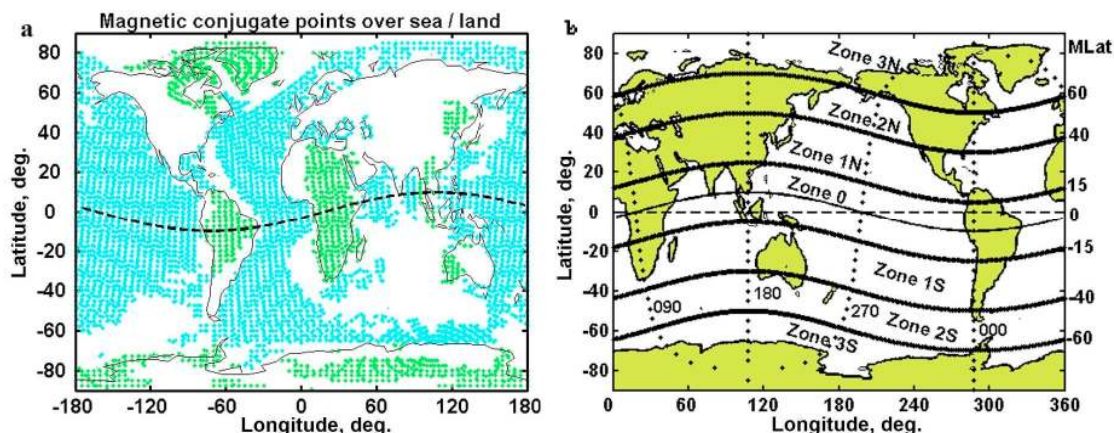 Magnetic conjugate points over sea / land
a
80
60
40
20
0
-20
-40
-60
-80
-180
-120
-60
0
60
120
180
Latitude, deg.
Longitude, deg.
b
80
60
40
20
0
-20
-40
-60
-80
0
60
120
180
240
300
360
Latitude, deg.
Longitude, deg.
MLat
60
40
15
0
-15
-40
-60
Zone 3N
Zone 2N
Zone 1N
Zone 0
Zone 1S
Zone 2S
Zone 3S
090
180
270
000